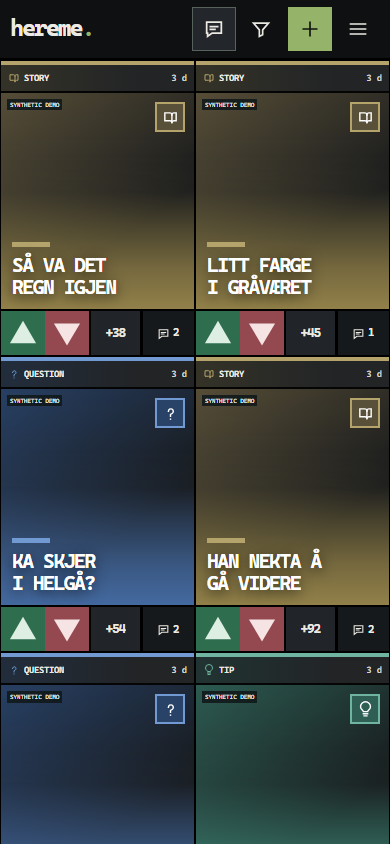 hereme.
STORY 3 d
SYNTHETIC DEMO
SÅ VA DET
REGN IGJEN
+38 2
STORY 3 d
SYNTHETIC DEMO
LITT FARGE
I GRÅVÆRET
+45 1
? QUESTION 3 d
SYNTHETIC DEMO
?
KA SKJER
I HELGÅ?
+54 2
STORY 3 d
SYNTHETIC DEMO
HAN NEKTA Å
GÅ VIDERE
+92 2
? QUESTION 3 d
SYNTHETIC DEMO
?
TIP 3 d
SYNTHETIC DEMO